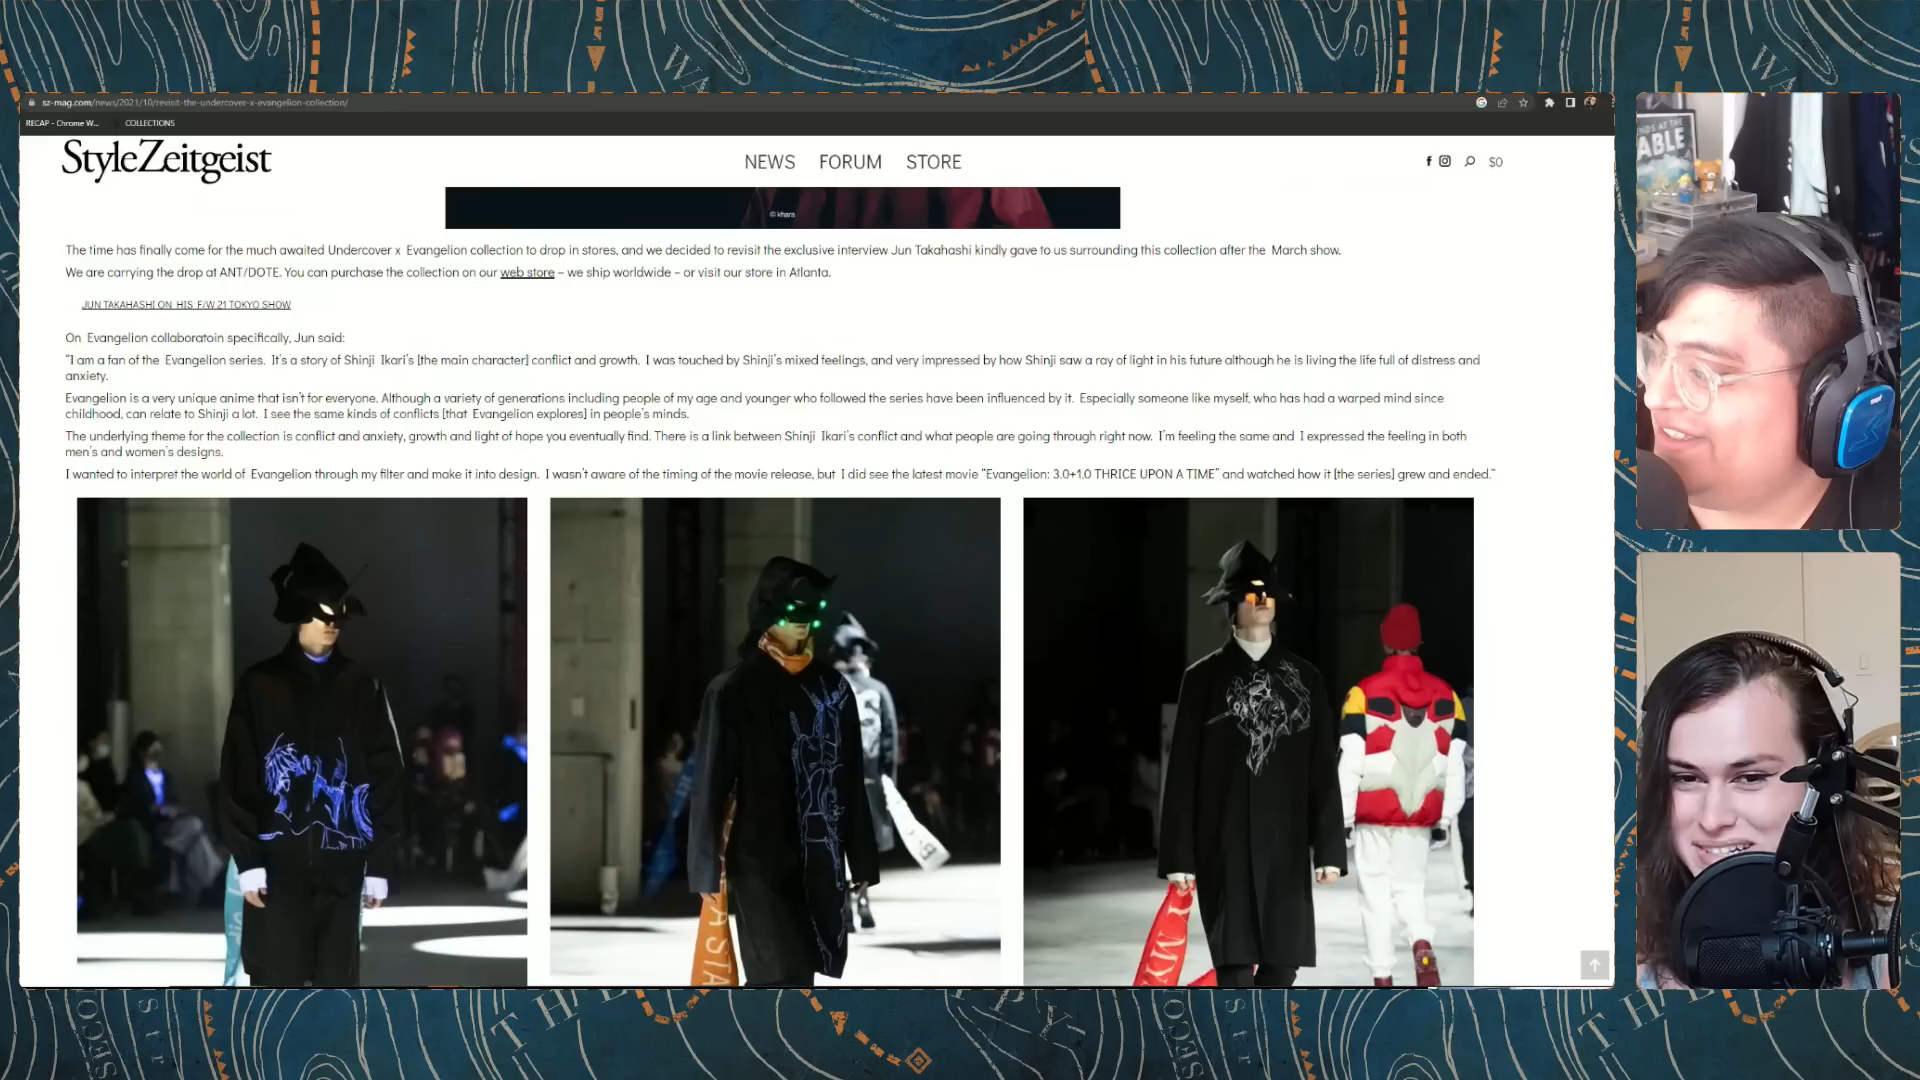 sz-mag.com/news/2021/10/revisit-the-undercover-x-evangelion-collection/
RECAP - Chrome W...
COLLECTIONS
StyleZeitgeist
NEWS FORUM STORE
$0
© khara
The time has finally come for the much awaited Undercover x Evangelion collection to drop in stores, and we decided to revisit the exclusive interview Jun Takahashi kindly gave to us surrounding this collection after the March show.
We are carrying the drop at ANT/DOTE. You can purchase the collection on our web store – we ship worldwide – or visit our store in Atlanta.
JUN TAKAHASHI ON HIS F/W 21 TOKYO SHOW
On Evangelion collaboratoin specifically, Jun said:
"I am a fan of the Evangelion series. It's a story of Shinji Ikari's [the main character] conflict and growth. I was touched by Shinji's mixed feelings, and very impressed by how Shinji saw a ray of light in his future although he is living the life full of distress and
anxiety.
Evangelion is a very unique anime that isn't for everyone. Although a variety of generations including people of my age and younger who followed the series have been influenced by it. Especially someone like myself, who has had a warped mind since
childhood, can relate to Shinji a lot. I see the same kinds of conflicts [that Evangelion explores] in people's minds.
The underlying theme for the collection is conflict and anxiety, growth and light of hope you eventually find. There is a link between Shinji Ikari's conflict and what people are going through right now. I'm feeling the same and I expressed the feeling in both
men's and women's designs.
I wanted to interpret the world of Evangelion through my filter and make it into design. I wasn't aware of the timing of the movie release, but I did see the latest movie "Evangelion: 3.0+1.0 THRICE UPON A TIME" and watched how it [the series] grew and ended."
A STA
Y MY
ABLE
WA
WA
TRA
SECO
Str
THE
PPY
SECO
Str
THE